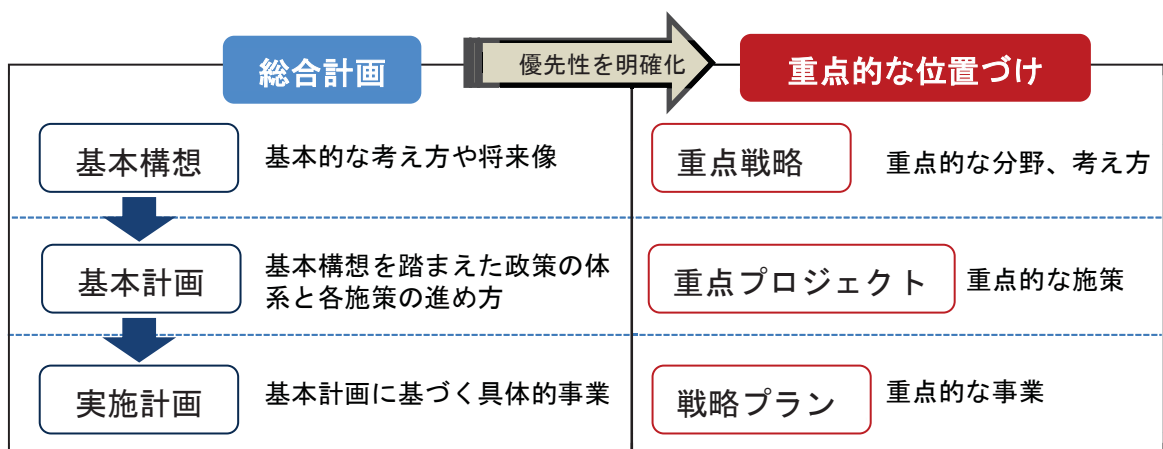 総合計画
優先性を明確化
重点的な位置づけ
基本構想
基本的な考え方や将来像
重点戦略
重点的な分野、考え方
基本計画
基本構想を踏まえた政策の体
系と各施策の進め方
重点プロジェクト
重点的な施策
実施計画
基本計画に基づく具体的事業
戦略プラン
重点的な事業